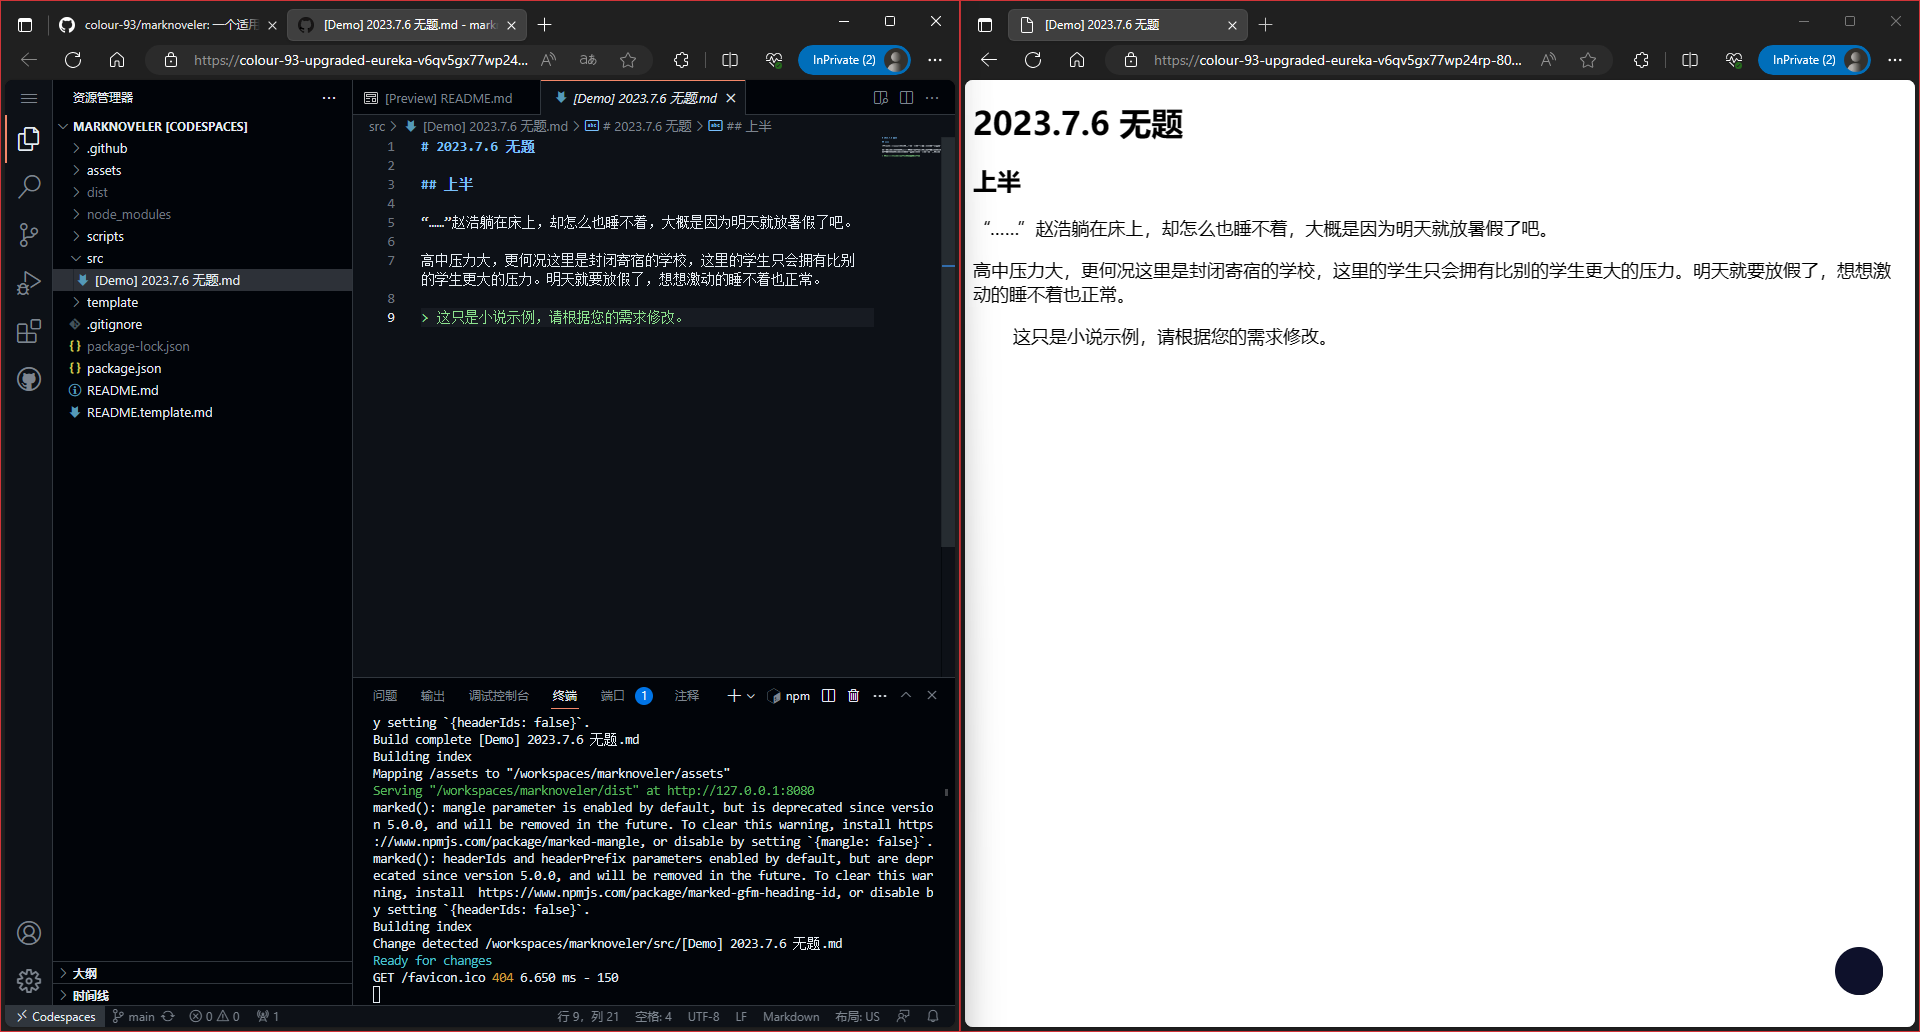 colour-93/marknoveler: 一个适用
[Demo] 2023.7.6 无题.md - mark
https://colour-93-upgraded-eureka-v6qv5gx77wp24...
InPrivate (2)
资源管理器
MARKNOVELER [CODESPACES]
.github
assets
dist
node_modules
scripts
src
[Demo] 2023.7.6 无题.md
template
.gitignore
package-lock.json
package.json
README.md
README.template.md
大纲
时间线
[Preview] README.md
[Demo] 2023.7.6 无题.md
src > [Demo] 2023.7.6 无题.md > # 2023.7.6 无题 > ## 上半
1 # 2023.7.6 无题
2
3 ## 上半
4
5 “……”赵浩躺在床上，却怎么也睡不着，大概是因为明天就放暑假了吧。
6
7 高中压力大，更何况这里是封闭寄宿的学校，这里的学生只会拥有比别
的学生更大的压力。明天就要放假了，想想激动的睡不着也正常。
8
9 > 这只是小说示例，请根据您的需求修改。
问题 输出 调试控制台 终端 端口 1 注释 npm
y setting `{headerIds: false}`.
Build complete [Demo] 2023.7.6 无题.md
Building index
Mapping /assets to "/workspaces/marknoveler/assets"
Serving "/workspaces/marknoveler/dist" at http://127.0.0.1:8080
marked(): mangle parameter is enabled by default, but is deprecated since versio
n 5.0.0, and will be removed in the future. To clear this warning, install https
://www.npmjs.com/package/marked-mangle, or disable by setting `{mangle: false}`.
marked(): headerIds and headerPrefix parameters enabled by default, but are depr
ecated since version 5.0.0, and will be removed in the future. To clear this war
ning, install  https://www.npmjs.com/package/marked-gfm-heading-id, or disable b
y setting `{headerIds: false}`.
Building index
Change detected /workspaces/marknoveler/src/[Demo] 2023.7.6 无题.md
Ready for changes
GET /favicon.ico 404 6.650 ms - 150
Codespaces main 0 0 1 行 9，列 21 空格: 4 UTF-8 LF Markdown 布局: US
[Demo] 2023.7.6 无题
https://colour-93-upgraded-eureka-v6qv5gx77wp24rp-80...
InPrivate (2)
2023.7.6 无题
上半
“……”赵浩躺在床上，却怎么也睡不着，大概是因为明天就放暑假了吧。
高中压力大，更何况这里是封闭寄宿的学校，这里的学生只会拥有比别的学生更大的压力。明天就要放假了，想想激
动的睡不着也正常。
这只是小说示例，请根据您的需求修改。